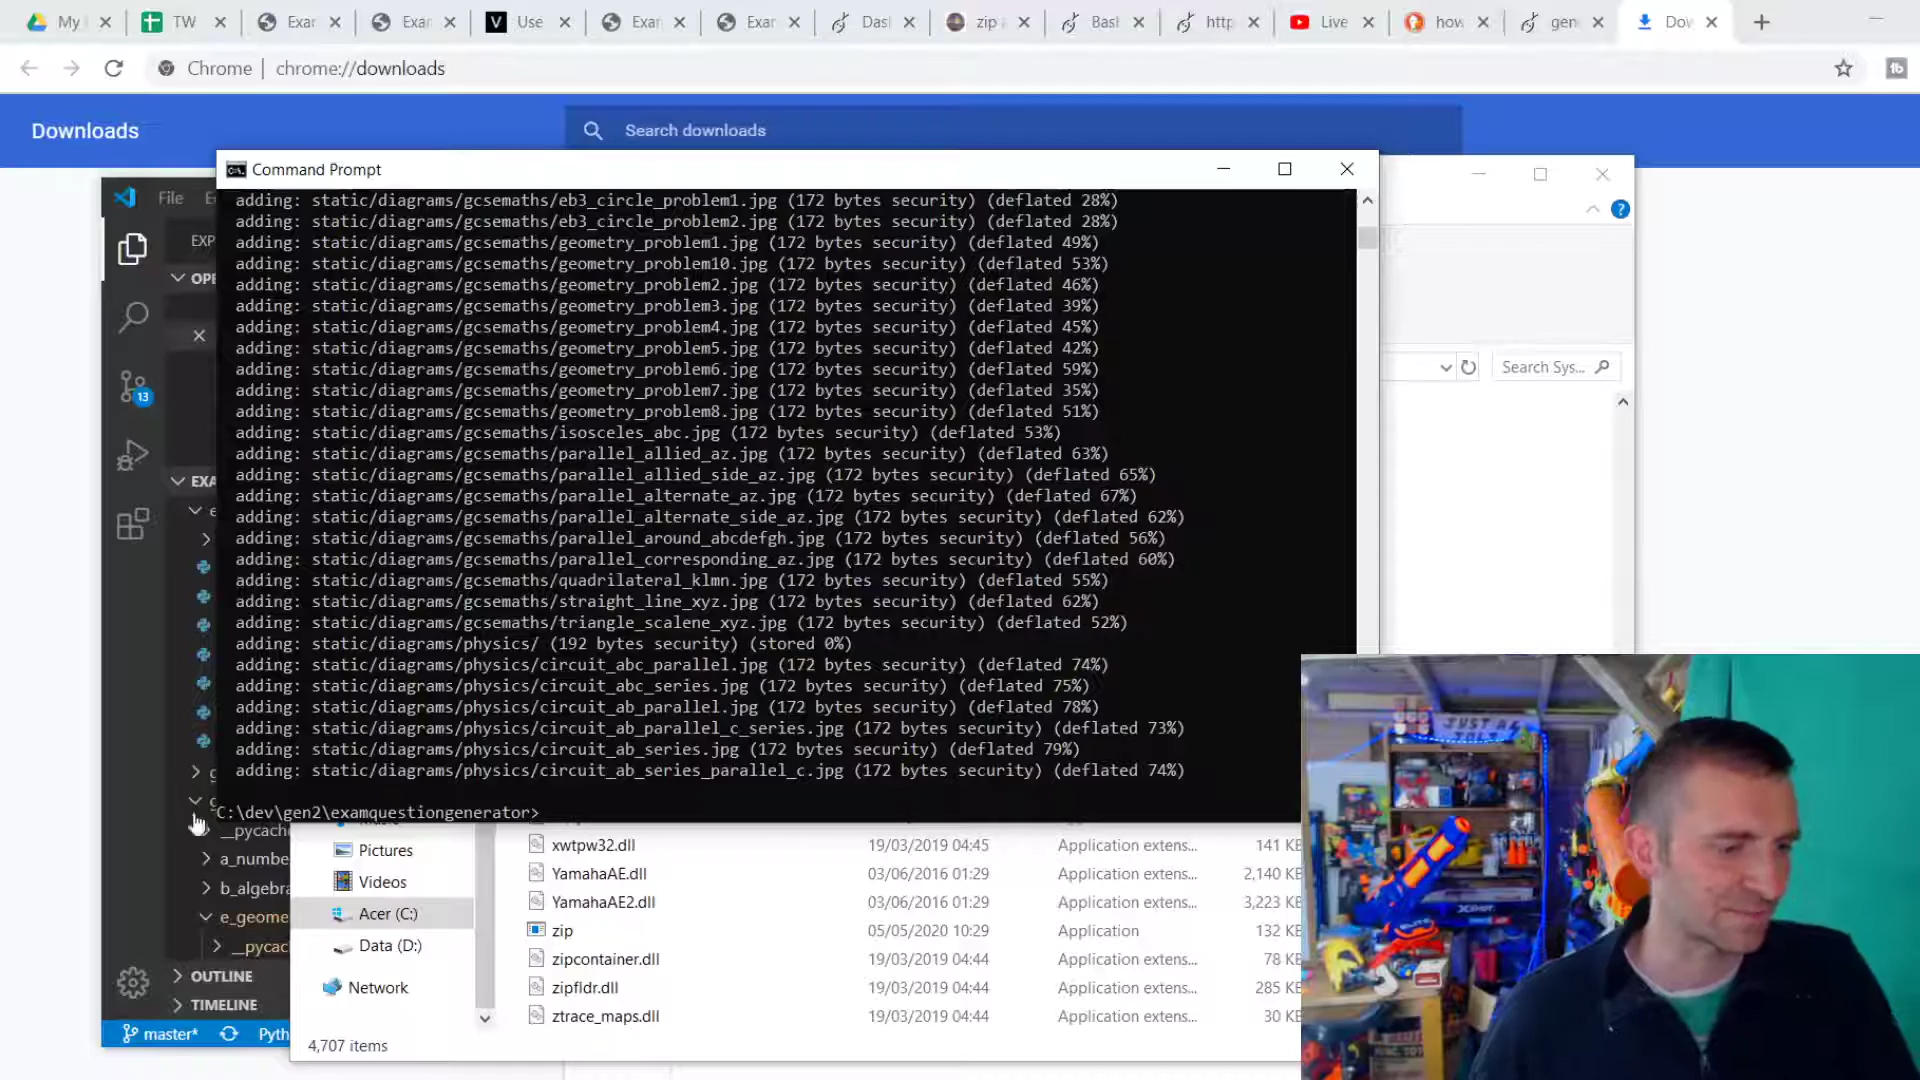 My
TW
Exar
Exar
Use
Exar
Exar
Dasl
zip a
Basl
http
Live
how
gen
Dov
Chrome | chrome://downloads
Downloads
Search downloads
Command Prompt
File
adding: static/diagrams/gcsemaths/eb3_circle_problem1.jpg (172 bytes security) (deflated 28%)
adding: static/diagrams/gcsemaths/eb3_circle_problem2.jpg (172 bytes security) (deflated 28%)
adding: static/diagrams/gcsemaths/geometry_problem1.jpg (172 bytes security) (deflated 49%)
adding: static/diagrams/gcsemaths/geometry_problem10.jpg (172 bytes security) (deflated 53%)
adding: static/diagrams/gcsemaths/geometry_problem2.jpg (172 bytes security) (deflated 46%)
adding: static/diagrams/gcsemaths/geometry_problem3.jpg (172 bytes security) (deflated 39%)
adding: static/diagrams/gcsemaths/geometry_problem4.jpg (172 bytes security) (deflated 45%)
adding: static/diagrams/gcsemaths/geometry_problem5.jpg (172 bytes security) (deflated 42%)
adding: static/diagrams/gcsemaths/geometry_problem6.jpg (172 bytes security) (deflated 59%)
adding: static/diagrams/gcsemaths/geometry_problem7.jpg (172 bytes security) (deflated 35%)
adding: static/diagrams/gcsemaths/geometry_problem8.jpg (172 bytes security) (deflated 51%)
adding: static/diagrams/gcsemaths/isosceles_abc.jpg (172 bytes security) (deflated 53%)
adding: static/diagrams/gcsemaths/parallel_allied_az.jpg (172 bytes security) (deflated 63%)
adding: static/diagrams/gcsemaths/parallel_allied_side_az.jpg (172 bytes security) (deflated 65%)
adding: static/diagrams/gcsemaths/parallel_alternate_az.jpg (172 bytes security) (deflated 67%)
adding: static/diagrams/gcsemaths/parallel_alternate_side_az.jpg (172 bytes security) (deflated 62%)
adding: static/diagrams/gcsemaths/parallel_around_abcdefgh.jpg (172 bytes security) (deflated 56%)
adding: static/diagrams/gcsemaths/parallel_corresponding_az.jpg (172 bytes security) (deflated 60%)
adding: static/diagrams/gcsemaths/quadrilateral_klmn.jpg (172 bytes security) (deflated 55%)
adding: static/diagrams/gcsemaths/straight_line_xyz.jpg (172 bytes security) (deflated 62%)
adding: static/diagrams/gcsemaths/triangle_scalene_xyz.jpg (172 bytes security) (deflated 52%)
adding: static/diagrams/physics/ (192 bytes security) (stored 0%)
adding: static/diagrams/physics/circuit_abc_parallel.jpg (172 bytes security) (deflated 74%)
adding: static/diagrams/physics/circuit_abc_series.jpg (172 bytes security) (deflated 75%)
adding: static/diagrams/physics/circuit_ab_parallel.jpg (172 bytes security) (deflated 78%)
adding: static/diagrams/physics/circuit_ab_parallel_c_series.jpg (172 bytes security) (deflated 73%)
adding: static/diagrams/physics/circuit_ab_series.jpg (172 bytes security) (deflated 79%)
adding: static/diagrams/physics/circuit_ab_series_parallel_c.jpg (172 bytes security) (deflated 74%)
C:\dev\gen2\examquestiongenerator>
EXP
OPE
13
EXA
__pycache
a_numbe
b_algebra
e_geome
__pycac
OUTLINE
TIMELINE
master*
Pyth
Search Sys...
Pictures
Videos
Acer (C:)
Data (D:)
Network
xwtpw32.dll 19/03/2019 04:45 Application extens... 141 KB
YamahaAE.dll 03/06/2016 01:29 Application extens... 2,140 KB
YamahaAE2.dll 03/06/2016 01:29 Application extens... 3,223 KB
zip 05/05/2020 10:29 Application 132 KB
zipcontainer.dll 19/03/2019 04:44 Application extens... 78 KB
zipfldr.dll 19/03/2019 04:44 Application extens... 285 KB
ztrace_maps.dll 19/03/2019 04:44 Application extens... 30 KB
4,707 items
JUST A